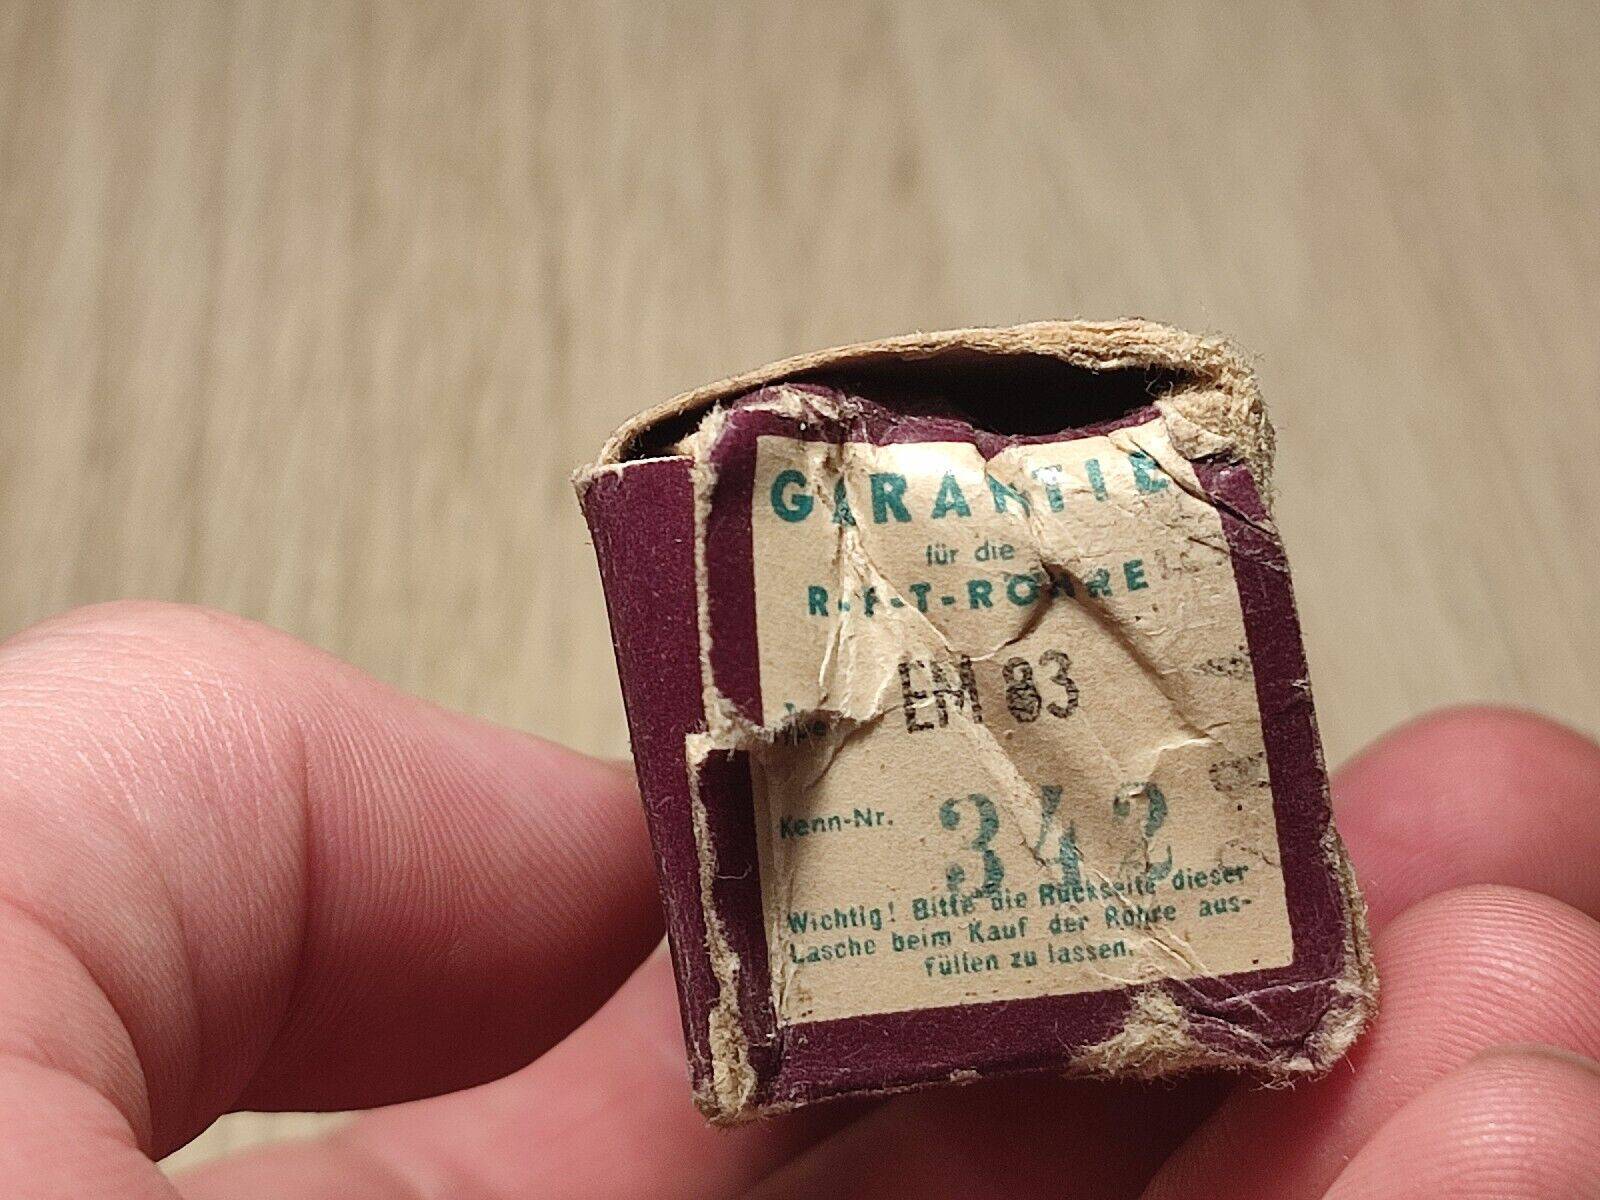 GARANTIE
für die
R-F-T-RÖHRE
EM 83
Kenn-Nr. 342
Wichtig! Bitte die Rückseite dieser
Lasche beim Kauf der Röhre aus-
füllen zu lassen.